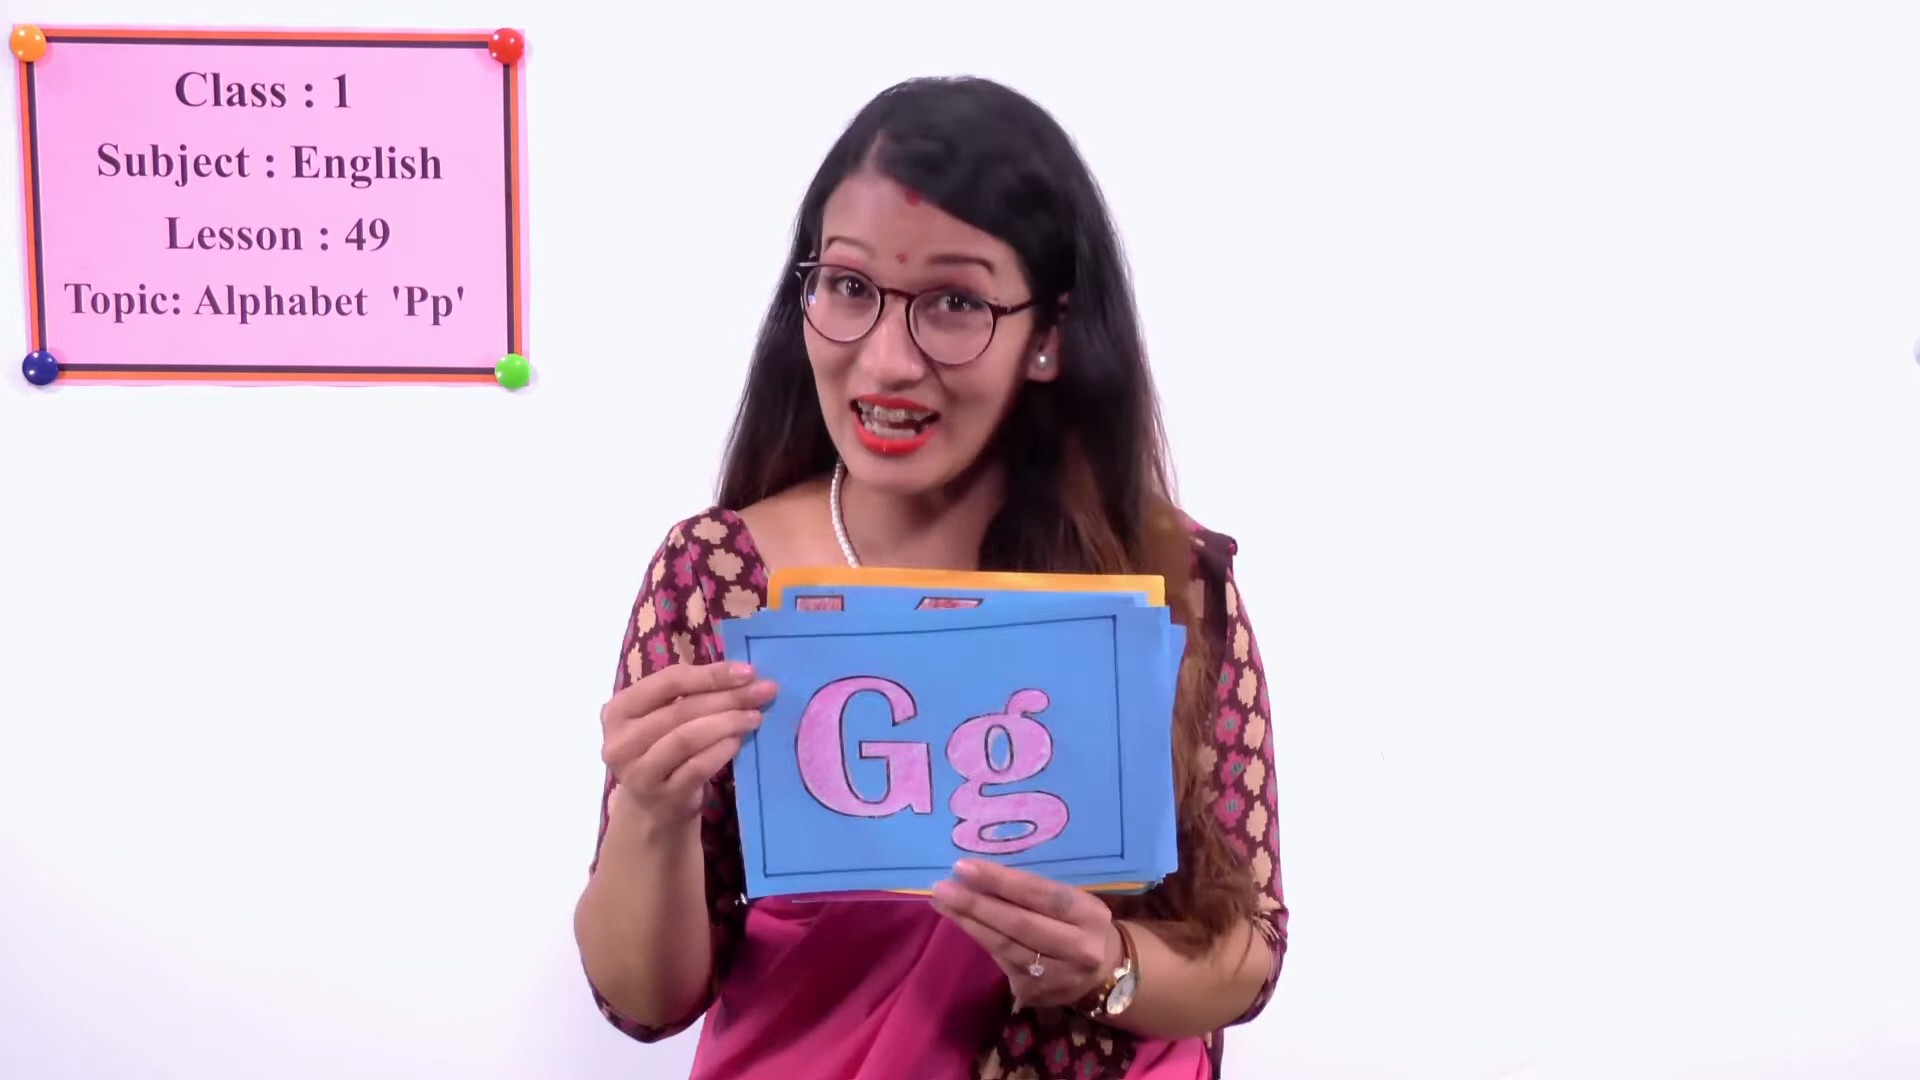 Class : 1
Subject : English
Lesson : 49
Topic: Alphabet 'Pp'
Gg